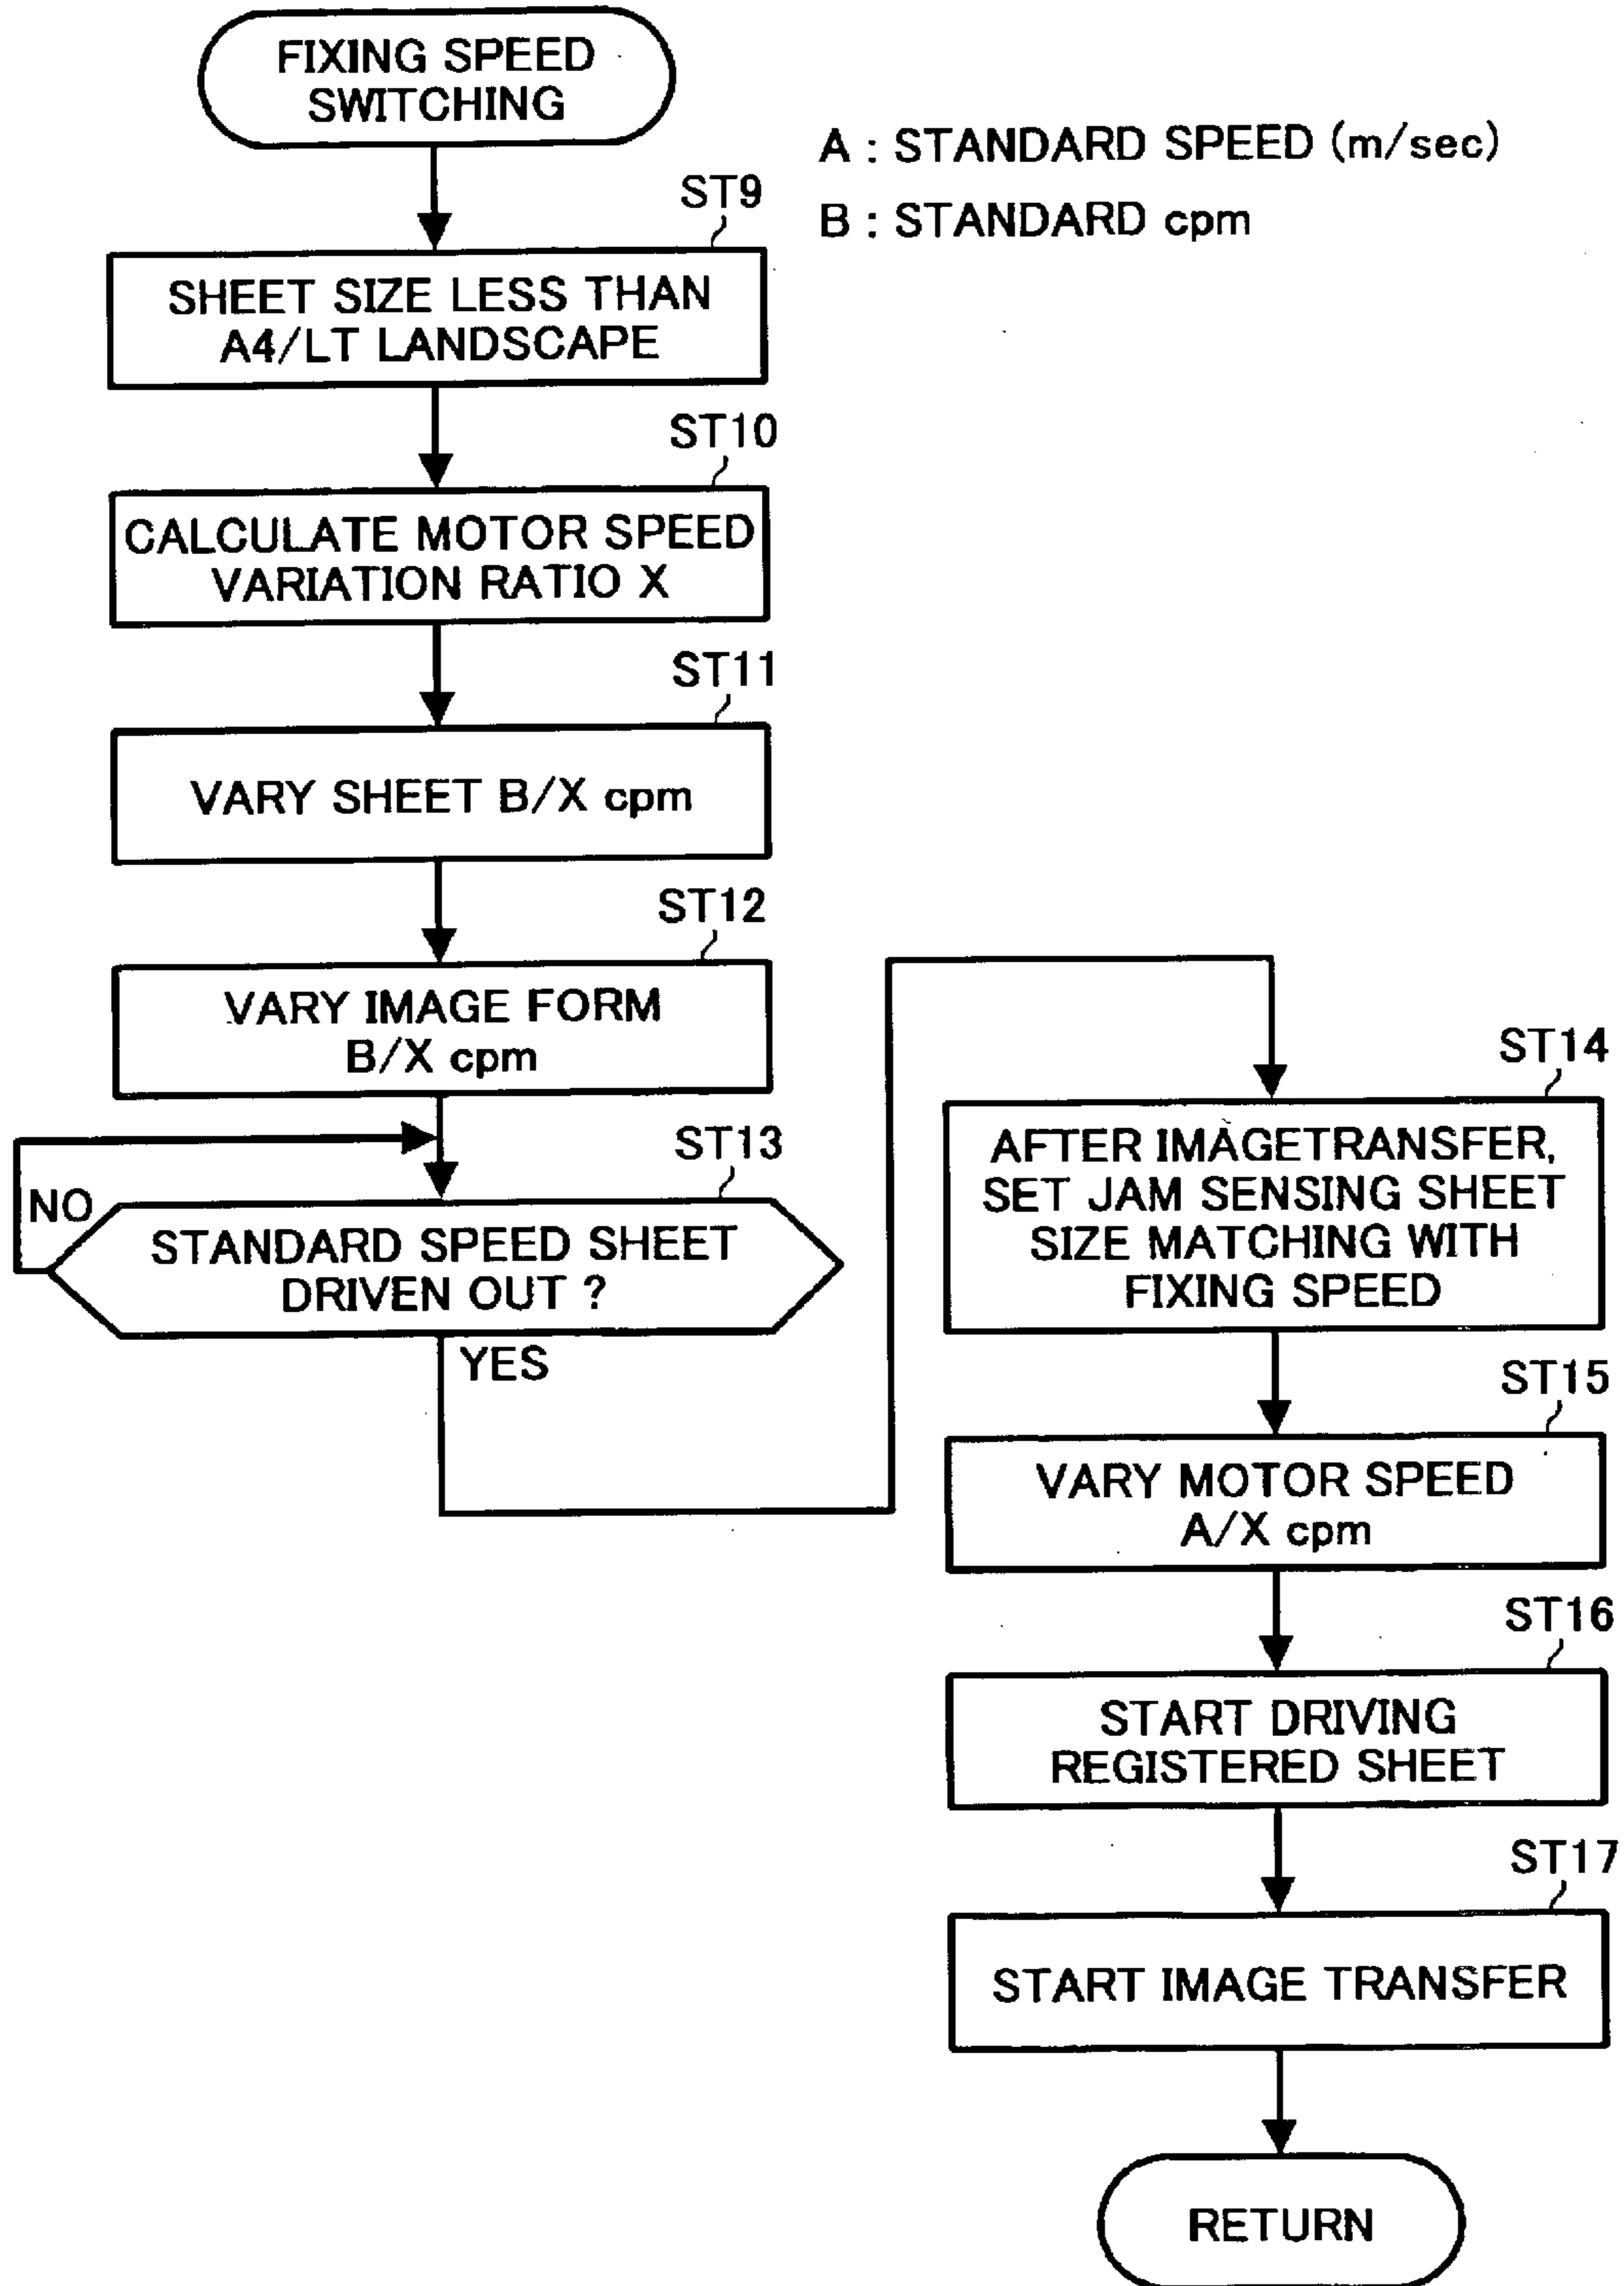 FIXING SPEED
SWITCHING
A : STANDARD SPEED (m/sec)
B : STANDARD cpm
ST9
SHEET SIZE LESS THAN
A4/LT LANDSCAPE
ST10
CALCULATE MOTOR SPEED
VARIATION RATIO X
ST11
VARY SHEET B/X cpm
ST12
VARY IMAGE FORM
B/X cpm
ST13
NO
STANDARD SPEED SHEET
DRIVEN OUT ?
YES
ST14
AFTER IMAGETRANSFER,
SET JAM SENSING SHEET
SIZE MATCHING WITH
FIXING SPEED
ST15
VARY MOTOR SPEED
A/X cpm
ST16
START DRIVING
REGISTERED SHEET
ST17
START IMAGE TRANSFER
RETURN